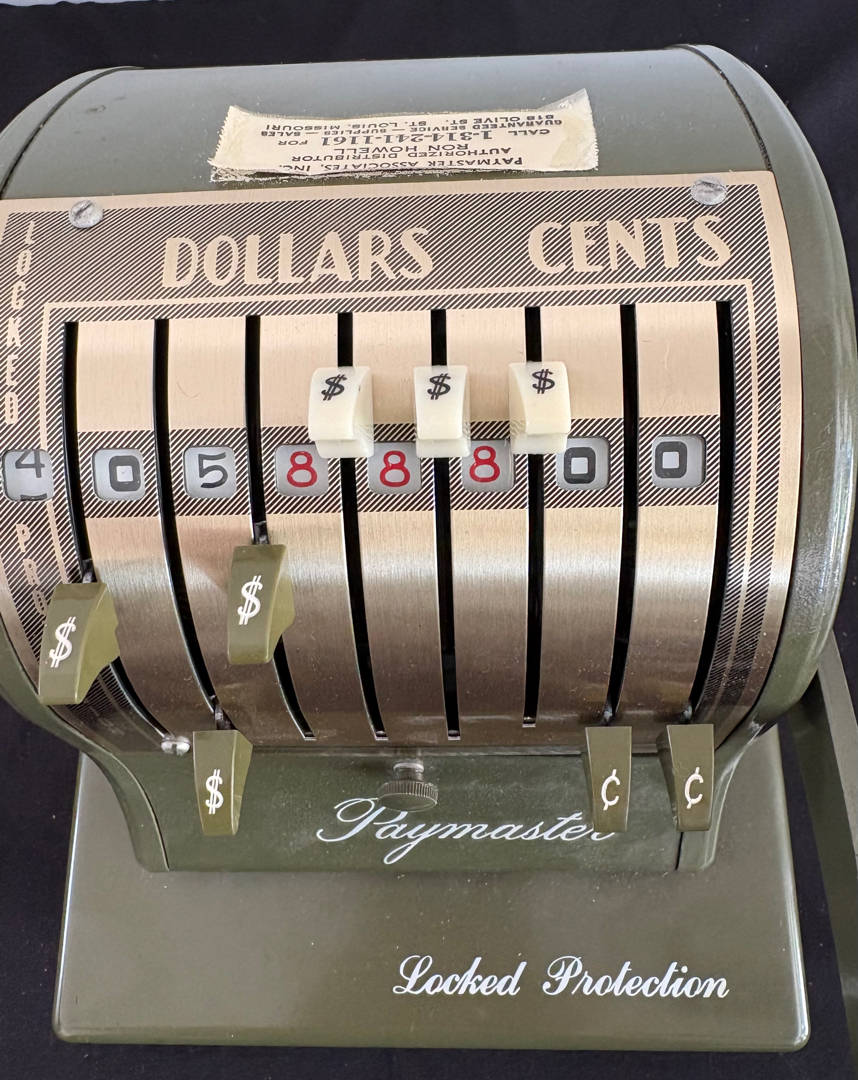 PAYMASTER ASSOCIATES, INC.
AUTHORIZED DISTRIBUTOR
RON HOWELL
CALL 1-314-241-1161 FOR
GUARANTEED SERVICE — SUPPLIES — SALES
818 OLIVE ST. ST. LOUIS, MISSOURI
DOLLARS CENTS
LOCKED
$ $ $
4 0 5 8 8 8 0 0
PRO
$ $
$ ¢ ¢
Paymaster
Locked Protection